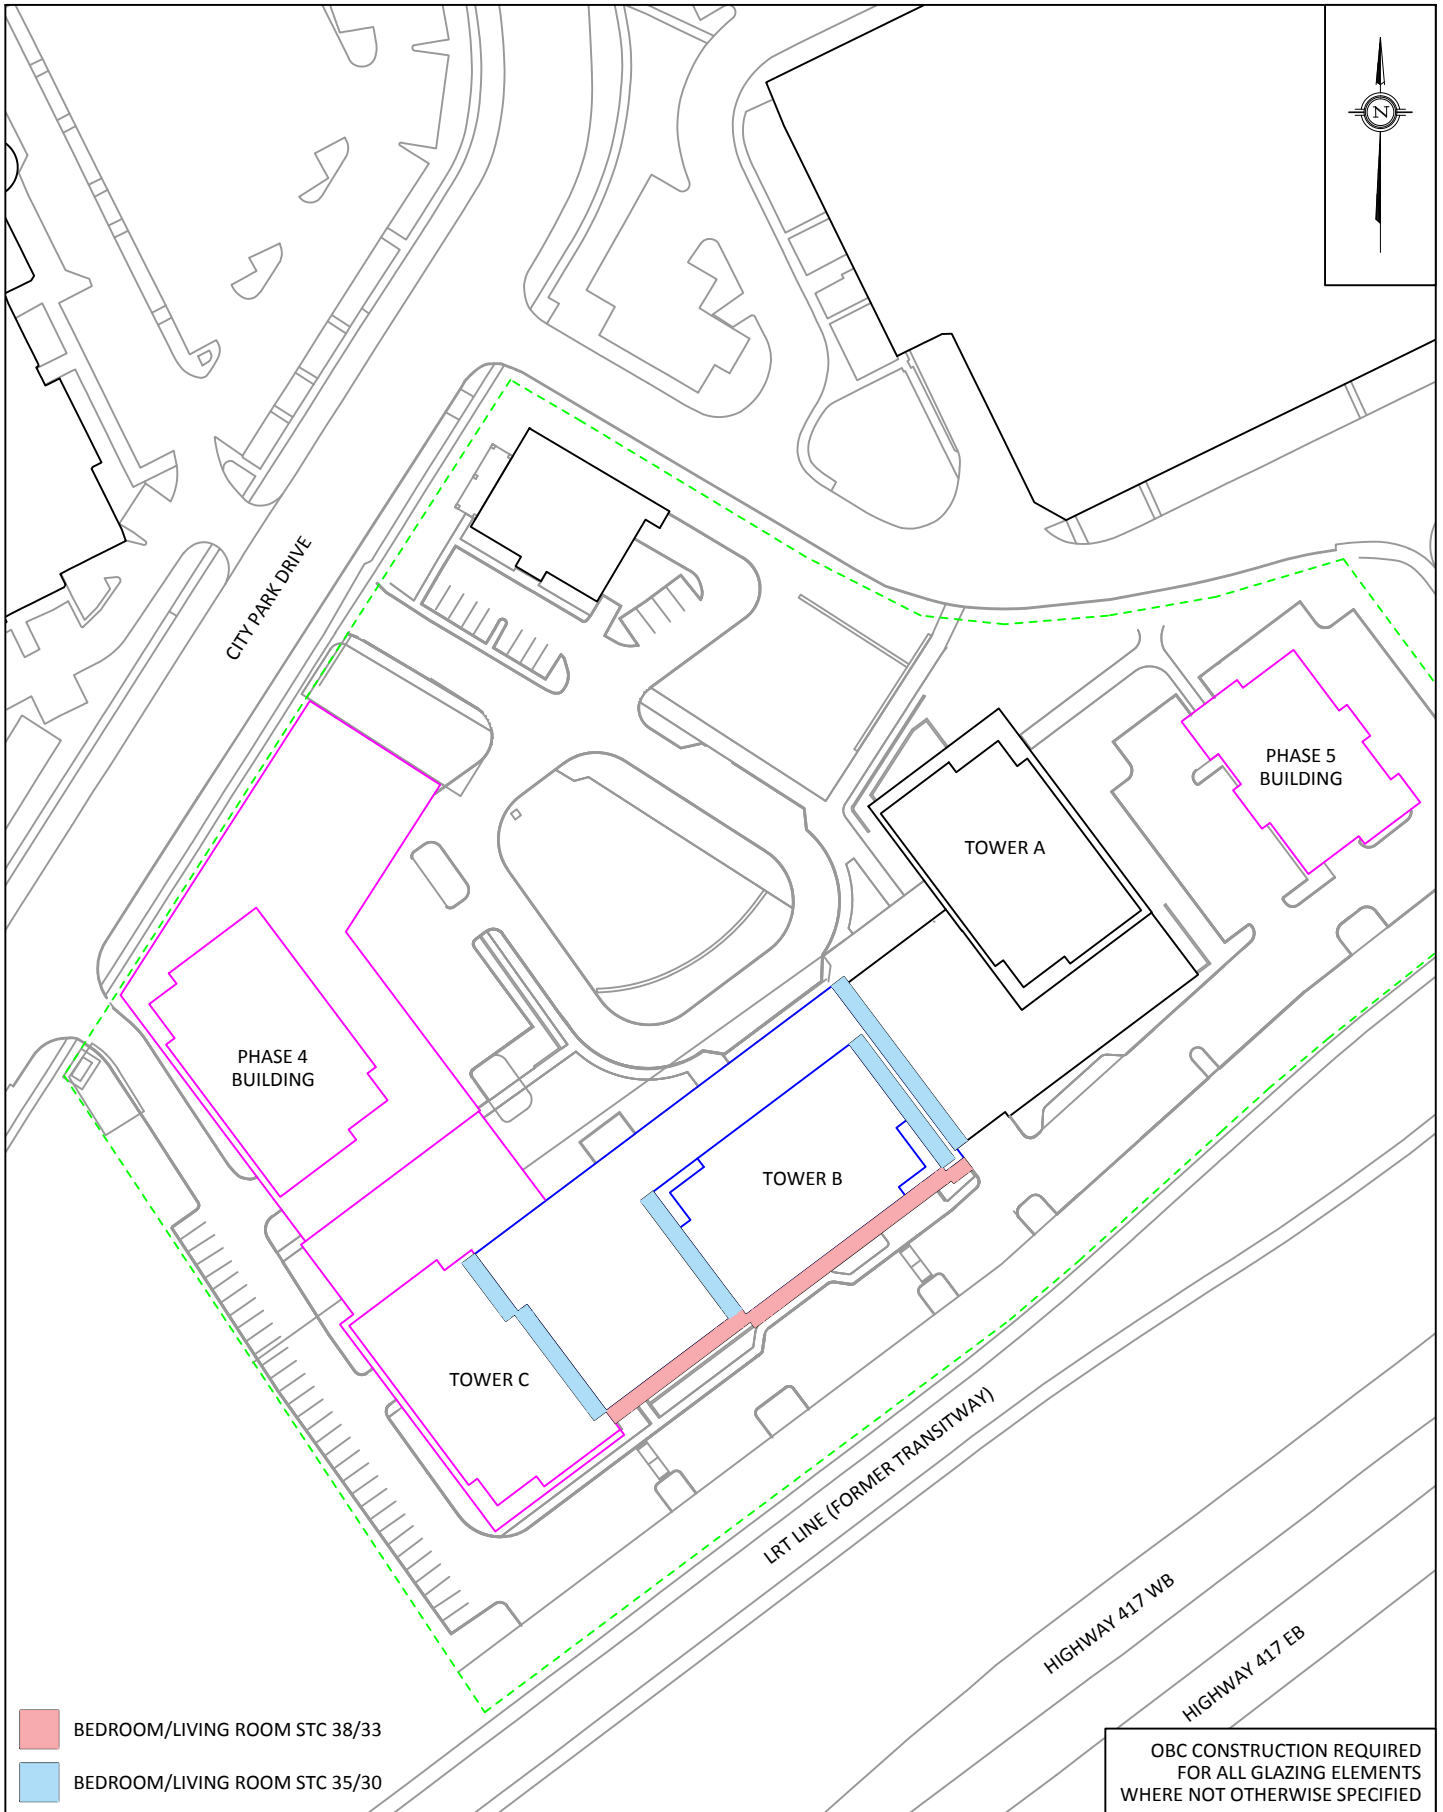 N
CITY PARK DRIVE
PHASE 5
BUILDING
TOWER A
PHASE 4
BUILDING
TOWER B
TOWER C
LRT LINE (FORMER TRANSITWAY)
HIGHWAY 417 WB
HIGHWAY 417 EB
BEDROOM/LIVING ROOM STC 38/33
BEDROOM/LIVING ROOM STC 35/30
OBC CONSTRUCTION REQUIRED
FOR ALL GLAZING ELEMENTS
WHERE NOT OTHERWISE SPECIFIED